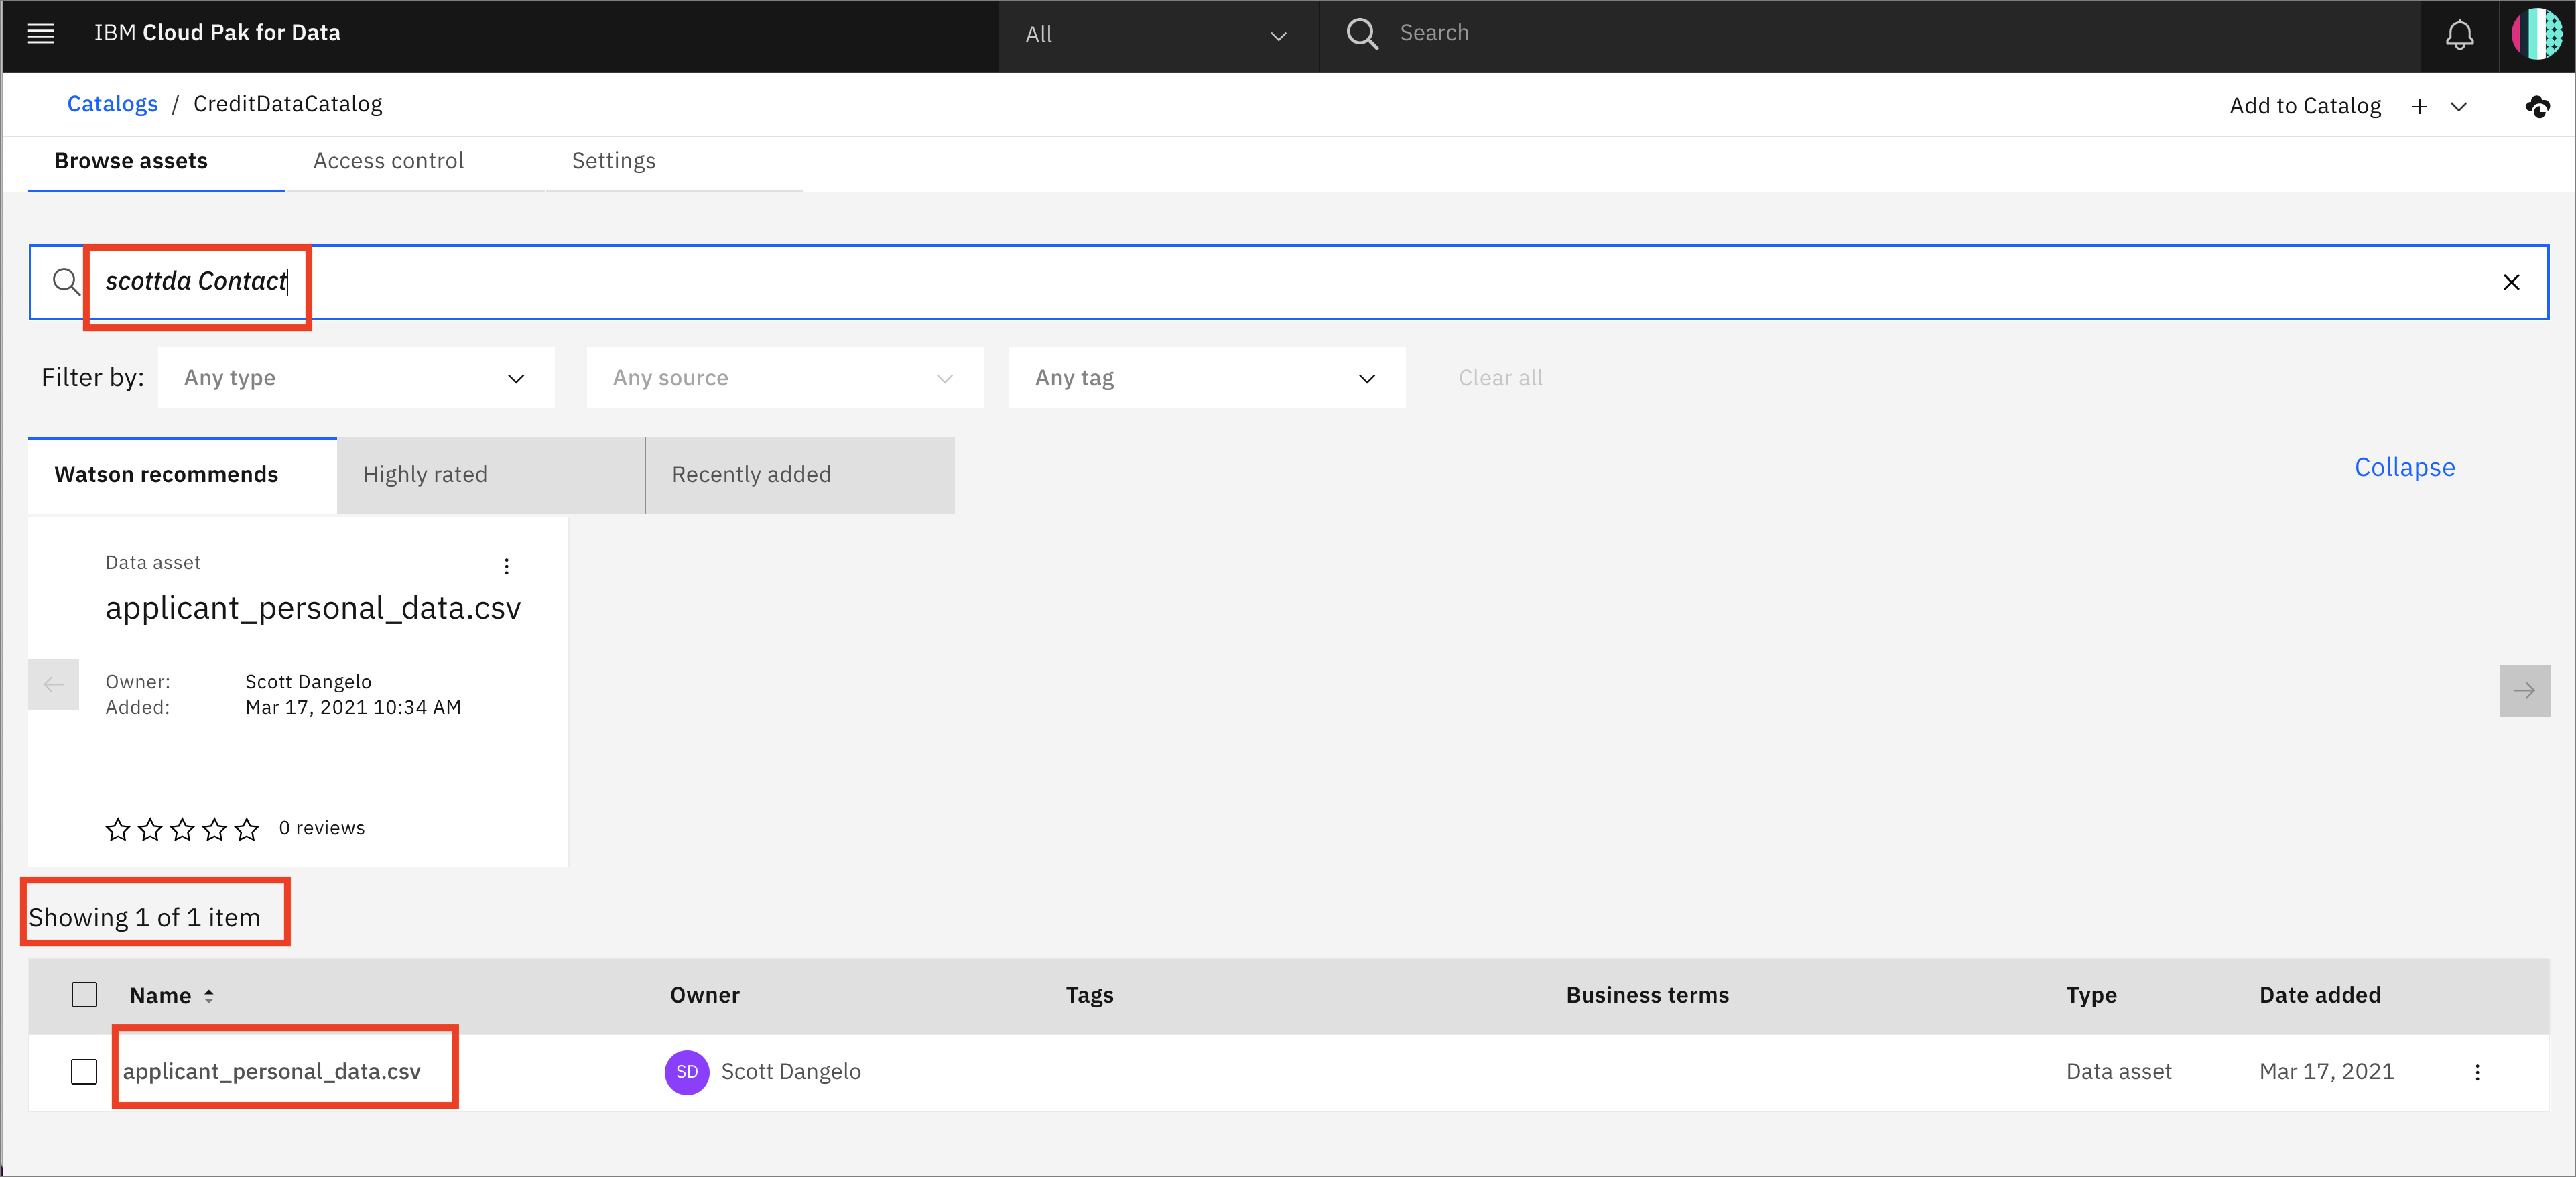 IBM Cloud Pak for Data
All
Search
Catalogs / CreditDataCatalog
Add to Catalog +
Browse assets
Access control
Settings
scottda Contact
Filter by:
Any type
Any source
Any tag
Clear all
Watson recommends
Highly rated
Recently added
Collapse
Data asset
applicant_personal_data.csv
Owner: Scott Dangelo
Added: Mar 17, 2021 10:34 AM
0 reviews
Showing 1 of 1 item
Name Owner Tags Business terms Type Date added
applicant_personal_data.csv SD Scott Dangelo Data asset Mar 17, 2021